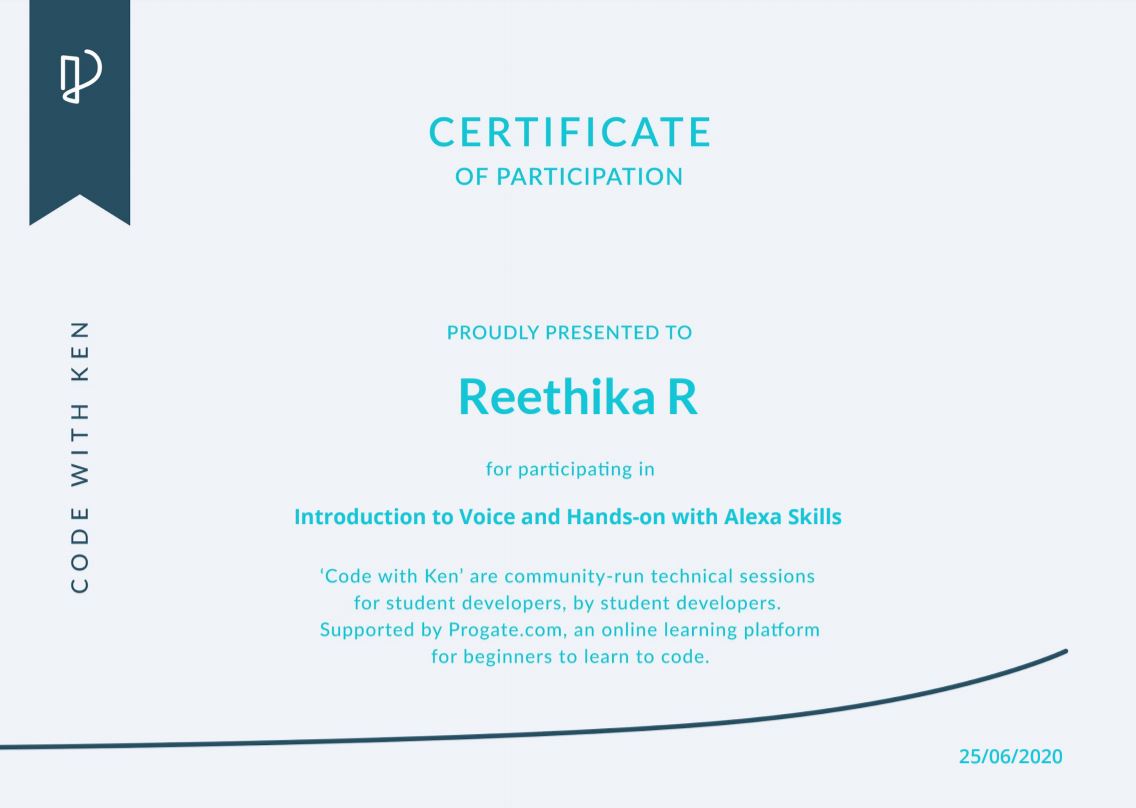 CERTIFICATE
OF PARTICIPATION
CODE WITH KEN
PROUDLY PRESENTED TO
Reethika R
for participating in
Introduction to Voice and Hands-on with Alexa Skills
‘Code with Ken’ are community-run technical sessions
for student developers, by student developers.
Supported by Progate.com, an online learning platform
for beginners to learn to code.
25/06/2020